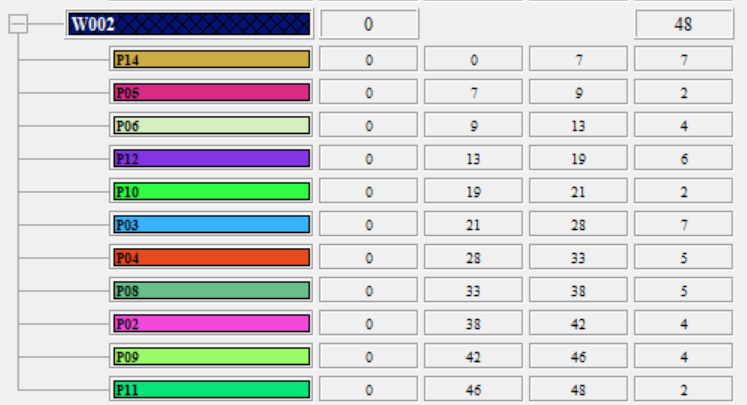 W002 0 48
P14 0 0 7 7
P05 0 7 9 2
P06 0 9 13 4
P12 0 13 19 6
P10 0 19 21 2
P03 0 21 28 7
P04 0 28 33 5
P08 0 33 38 5
P02 0 38 42 4
P09 0 42 46 4
P11 0 46 48 2